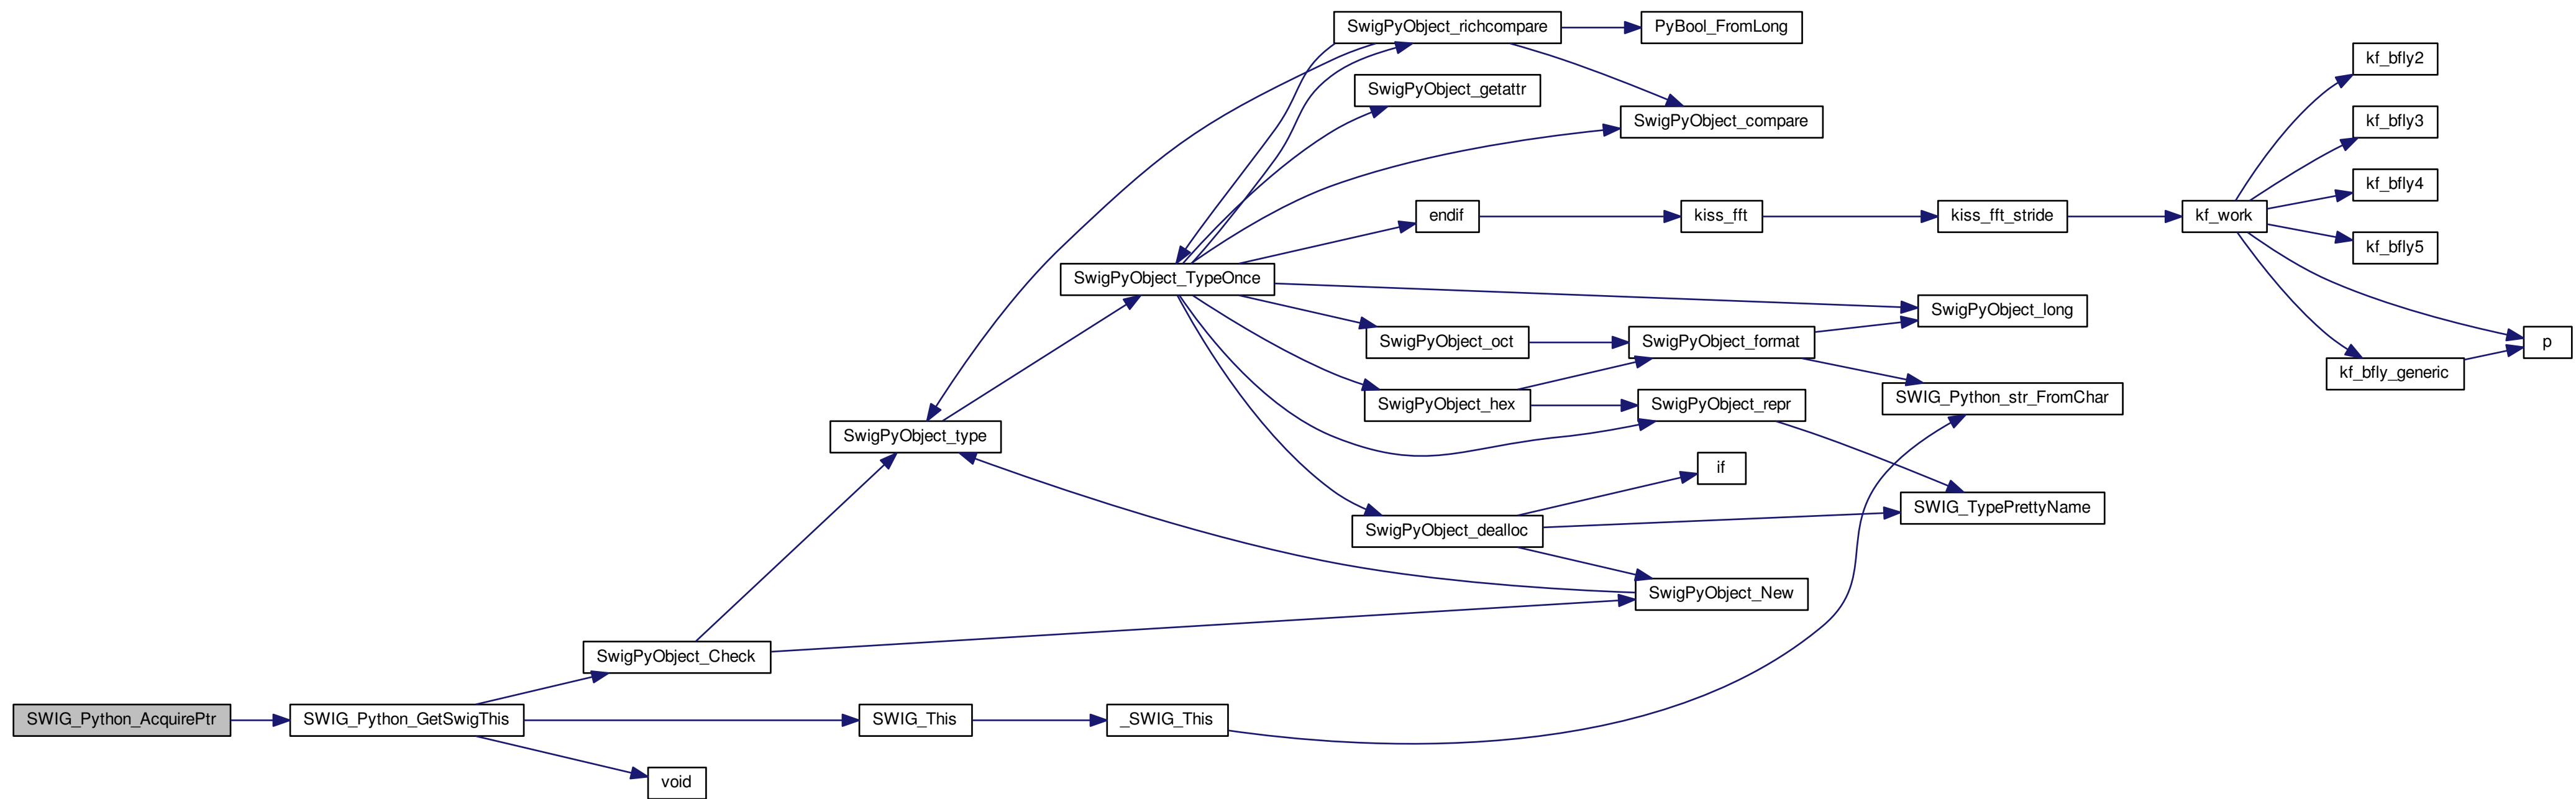 SwigPyObject_richcompare
PyBool_FromLong
kf_bfly2
SwigPyObject_getattr
SwigPyObject_compare
kf_bfly3
kf_bfly4
endif
kiss_fft
kiss_fft_stride
kf_work
kf_bfly5
SwigPyObject_TypeOnce
SwigPyObject_long
SwigPyObject_oct
SwigPyObject_format
p
kf_bfly_generic
SwigPyObject_hex
SwigPyObject_repr
SWIG_Python_str_FromChar
SwigPyObject_type
if
SWIG_TypePrettyName
SwigPyObject_dealloc
SwigPyObject_New
SwigPyObject_Check
SWIG_Python_AcquirePtr
SWIG_Python_GetSwigThis
SWIG_This
_SWIG_This
void